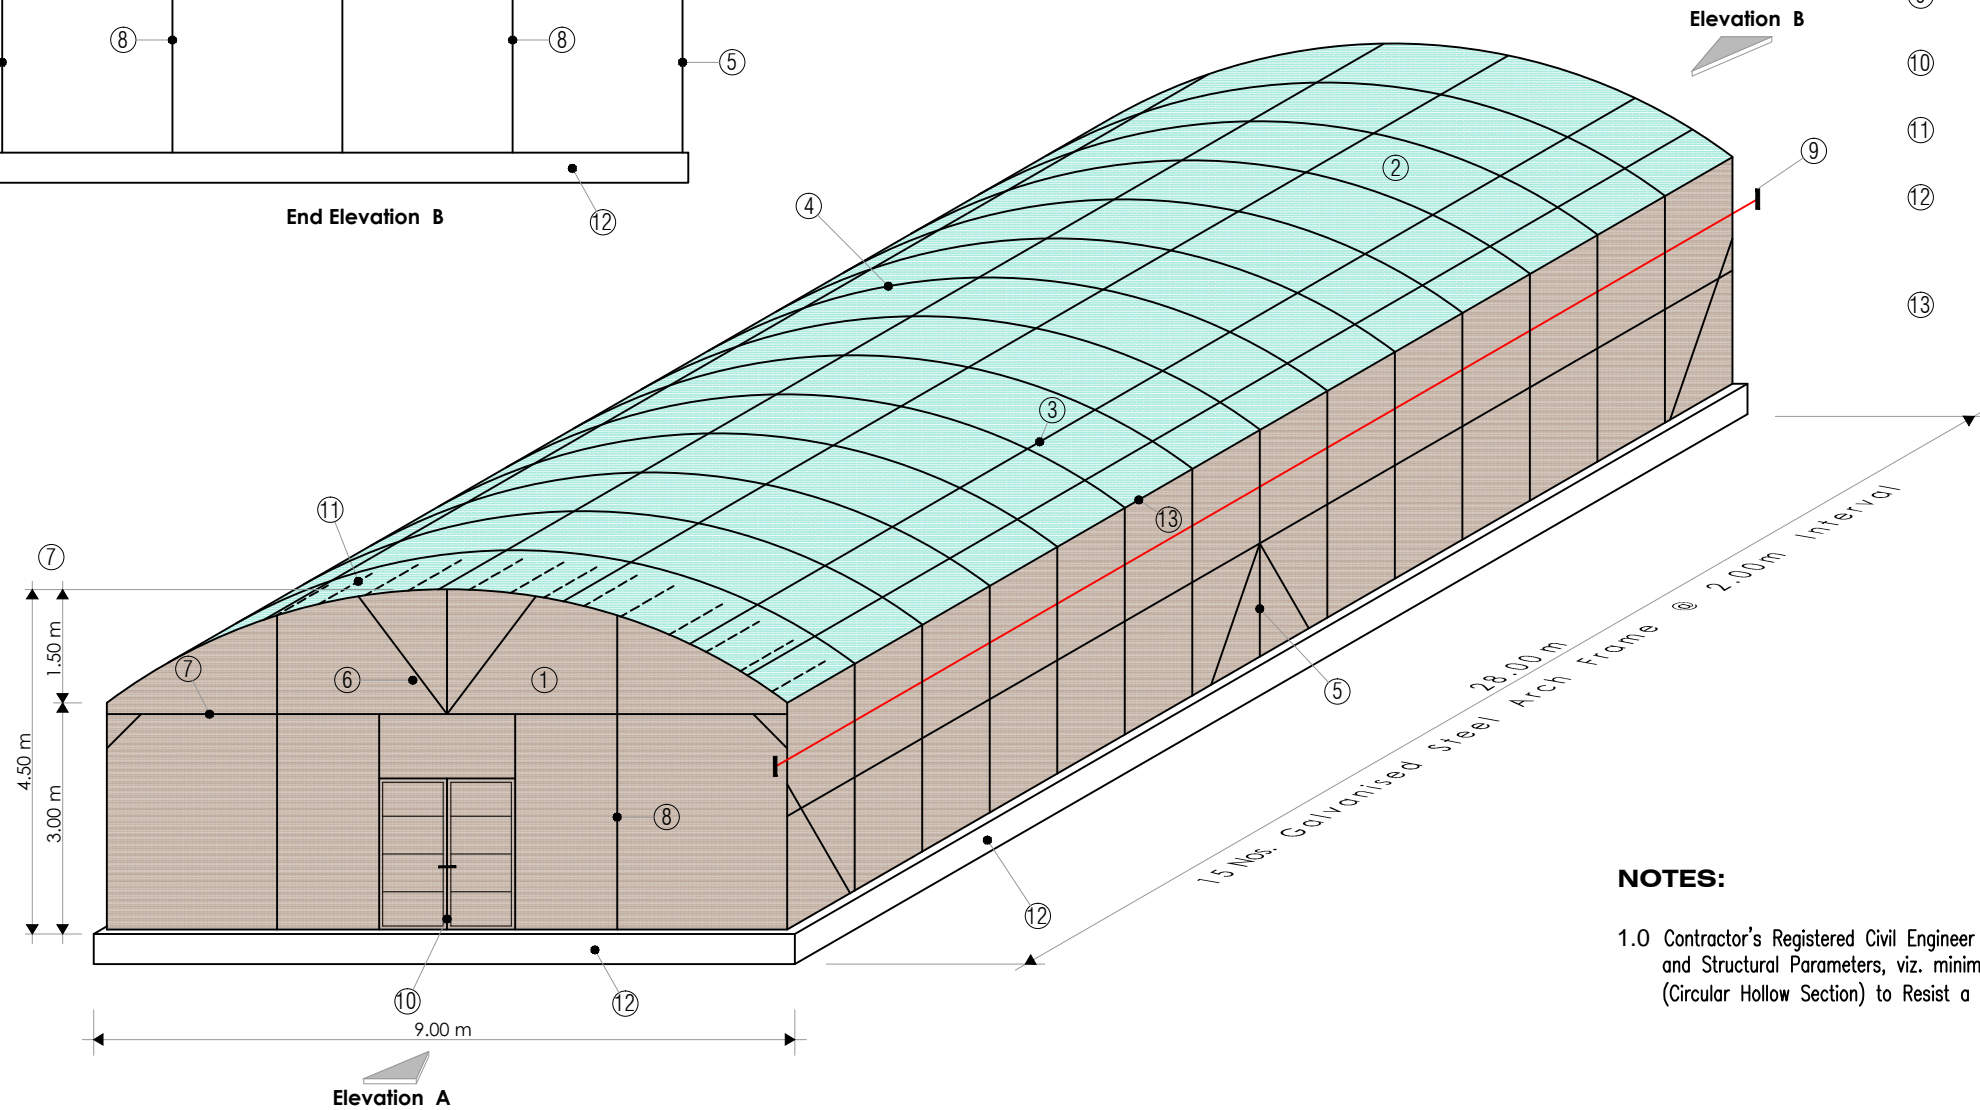 8
8
5
End Elevation B
12
Elevation B
10
11
12
13
9
2
4
3
13
11
7
7
6
1
5
8
10
12
12
1.50 m
4.50 m
3.00 m
9.00 m
Elevation A
28.00 m
15 Nos. Galvanised Steel Arch Frame @ 2.00m Interval
NOTES:
1.0 Contractor's Registered Civil Engineer
and Structural Parameters, viz. minim
(Circular Hollow Section) to Resist a